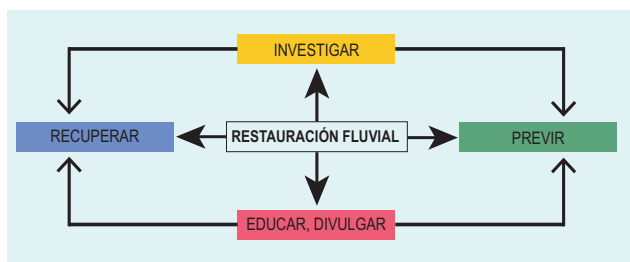 INVESTIGAR
RECUPERAR
RESTAURACIÓN FLUVIAL
PREVIR
EDUCAR, DIVULGAR